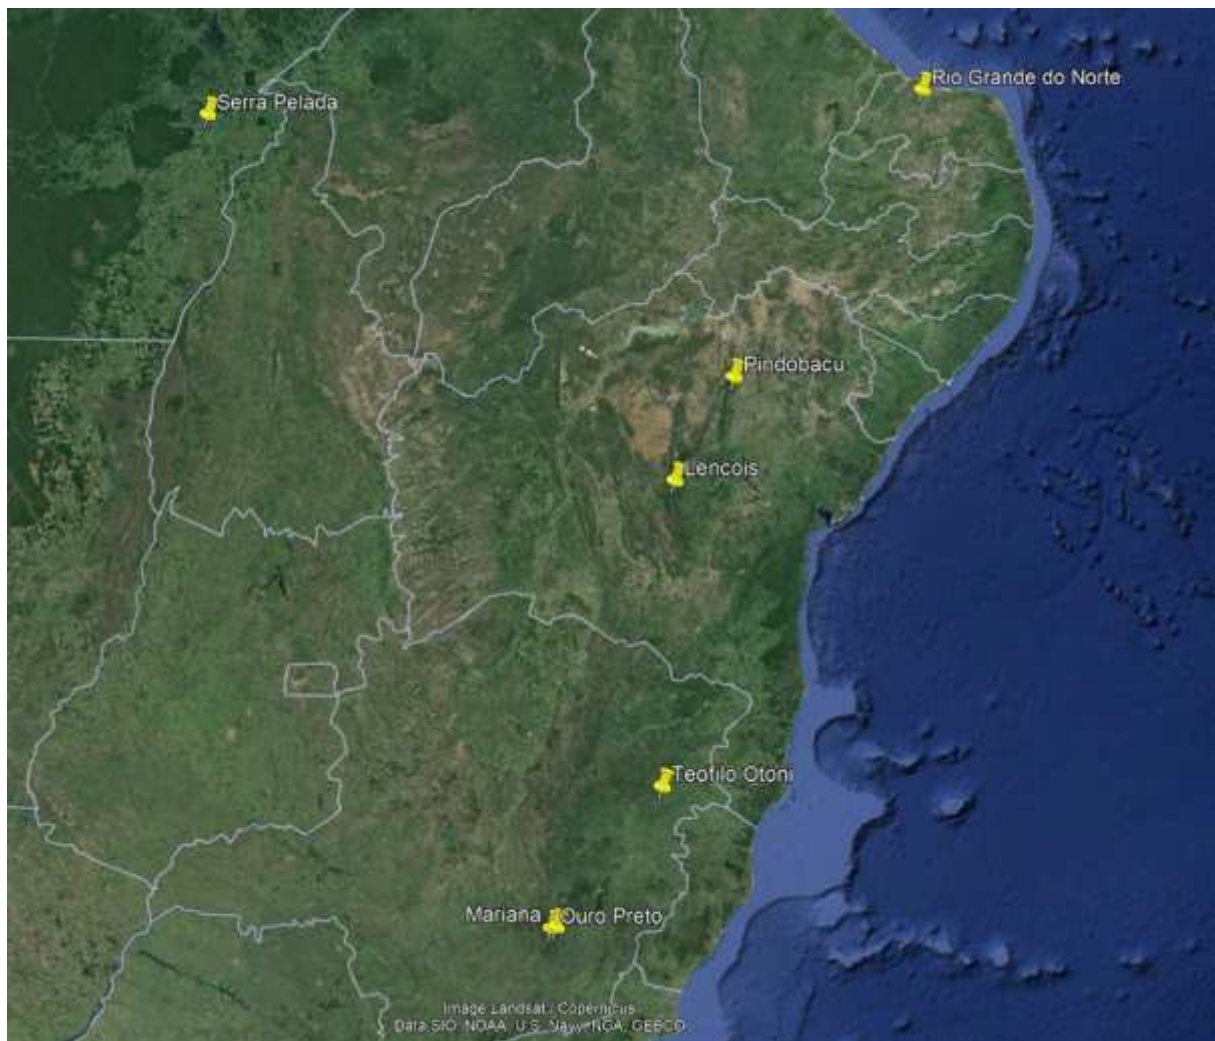 Rio Grande do Norte
Serra Pelada
Pindobacu
Lencois
Teofilo Otoni
Mariana Ouro Preto
Image Landsat / Copernicus
Data SIO, NOAA, U.S. Navy, NGA, GEBCO